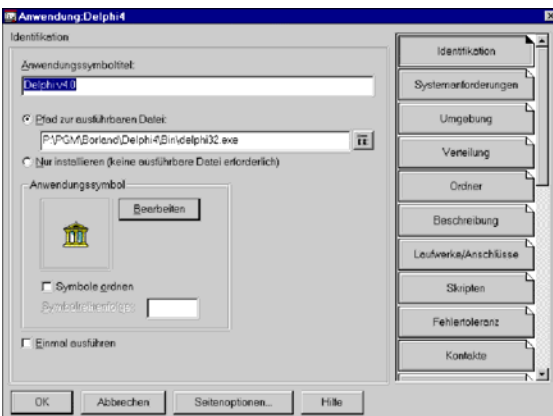 Anwendung:Delphi4
Identifikation
Anwendungssymboltitel:
Delphi v4.0
Pfad zur ausführbaren Datei:
P:\PGM\Borland\Delphi4\Bin\delphi32.exe
Nur installieren (keine ausführbare Datei erforderlich)
Anwendungssymbol
Bearbeiten
Symbole ordnen
Symbolreihenfolge:
Einmal ausführen
OK
Abbrechen
Seitenoptionen...
Hilfe
Identifikation
Systemanforderungen
Umgebung
Verteilung
Ordner
Beschreibung
Laufwerke/Anschlüsse
Skripten
Fehlertoleranz
Kontakte